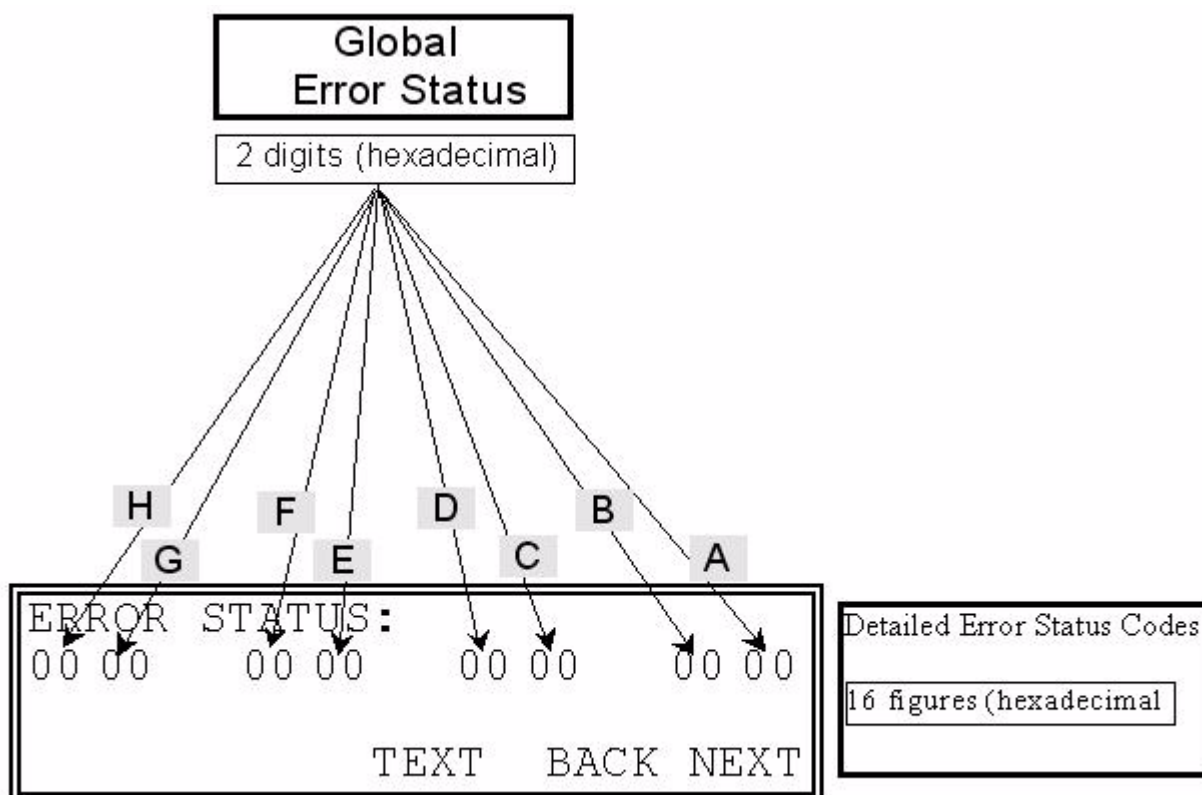 Global
Error Status
2 digits (hexadecimal)
H F D B
G E C A
ERROR STATUS:
00 00 00 00 00 00 00 00
TEXT BACK NEXT
Detailed Error Status Codes
16 figures (hexadecimal